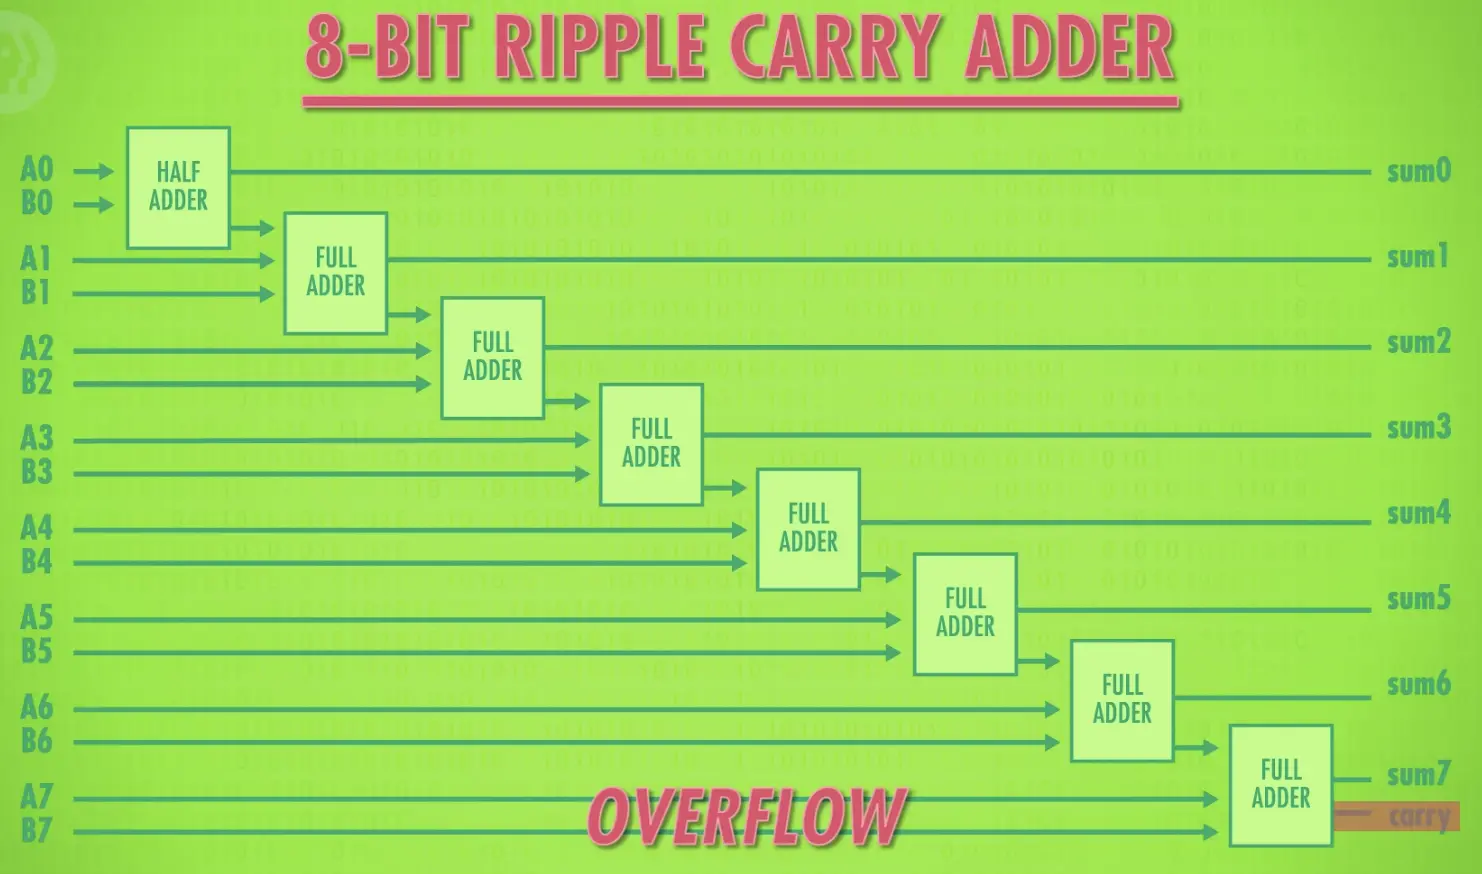 8-BIT RIPPLE CARRY ADDER
A0
B0
HALF
ADDER
sum0
A1
B1
FULL
ADDER
sum1
A2
B2
FULL
ADDER
sum2
A3
B3
FULL
ADDER
sum3
A4
B4
FULL
ADDER
sum4
A5
B5
FULL
ADDER
sum5
A6
B6
FULL
ADDER
sum6
A7
B7
FULL
ADDER
sum7
carry
OVERFLOW